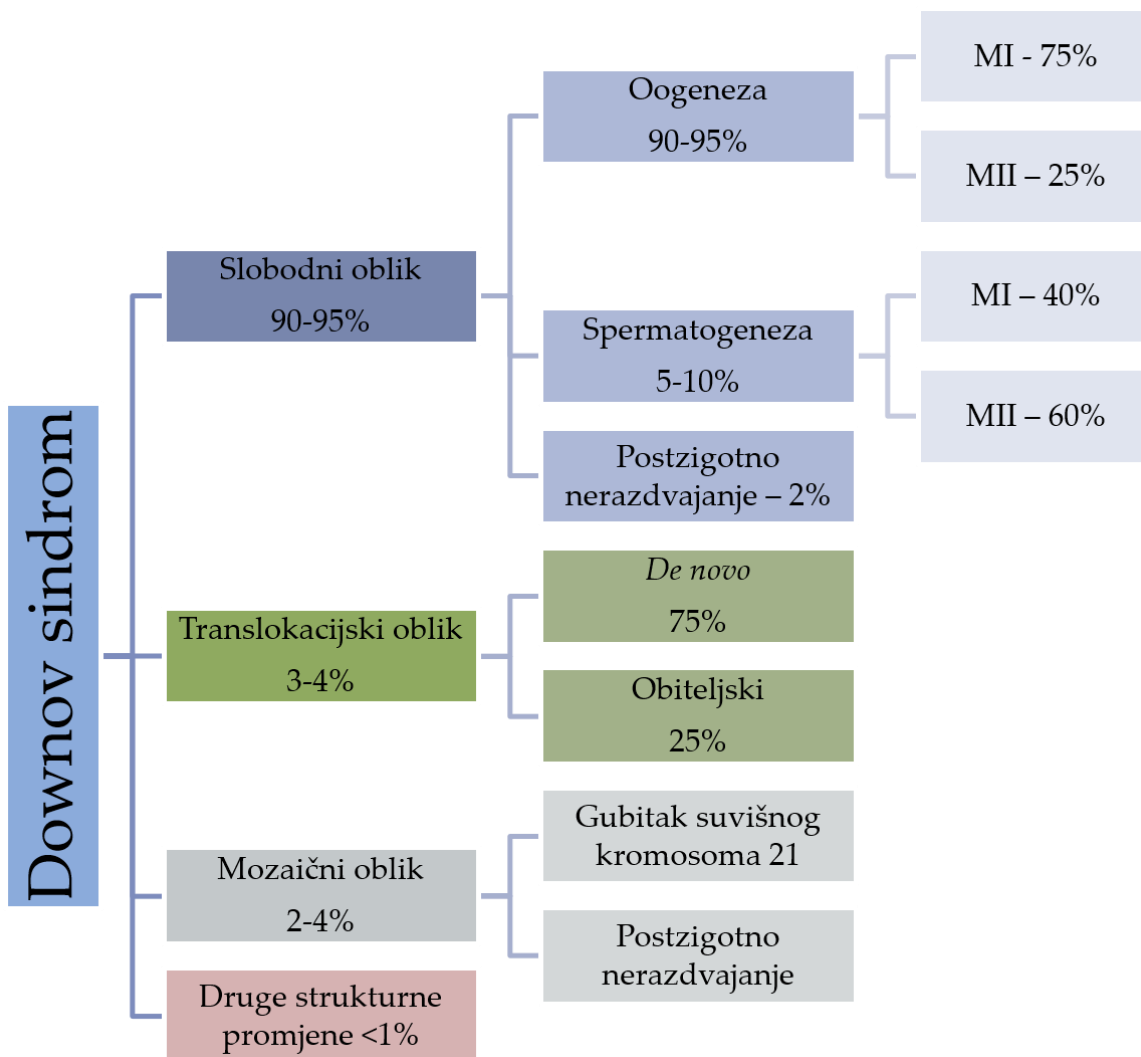 Downov sindrom
Slobodni oblik
90-95%
Oogeneza
90-95%
MI - 75%
MII – 25%
Spermatogeneza
5-10%
MI – 40%
MII – 60%
Postzigotno
nerazdvajanje – 2%
Translokacijski oblik
3-4%
De novo
75%
Obiteljski
25%
Mozaični oblik
2-4%
Gubitak suvišnog
kromosoma 21
Postzigotno
nerazdvajanje
Druge strukturne
promjene <1%